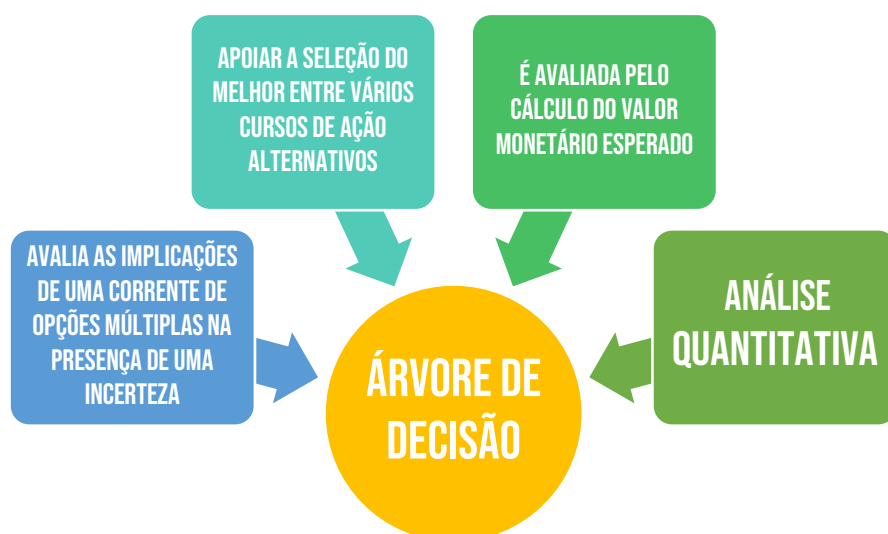 APOIAR A SELEÇÃO DO
MELHOR ENTRE VÁRIOS
CURSOS DE AÇÃO
ALTERNATIVOS
É AVALIADA PELO
CÁLCULO DO VALOR
MONETÁRIO ESPERADO
AVALIA AS IMPLICAÇÕES
DE UMA CORRENTE DE
OPÇÕES MÚLTIPLAS NA
PRESENÇA DE UMA
INCERTEZA
ANÁLISE
QUANTITATIVA
ÁRVORE DE
DECISÃO